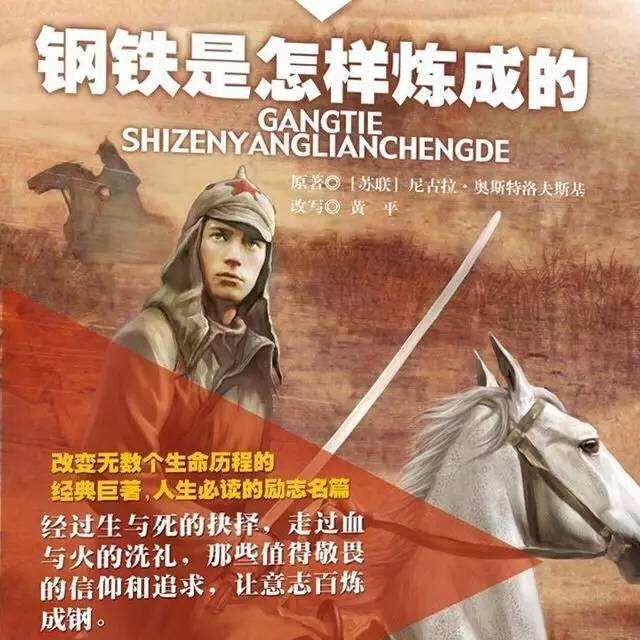 钢铁是怎样炼成的
GANGTIE
SHIZENYANGLIANCHENGDE
原著◎［苏联］尼古拉·奥斯特洛夫斯基
改写◎黄 平
改变无数个生命历程的
经典巨著,人生必读的励志名篇
经过生与死的抉择，走过血
与火的洗礼，那些值得敬畏
的信仰和追求，让意志百炼
成钢。